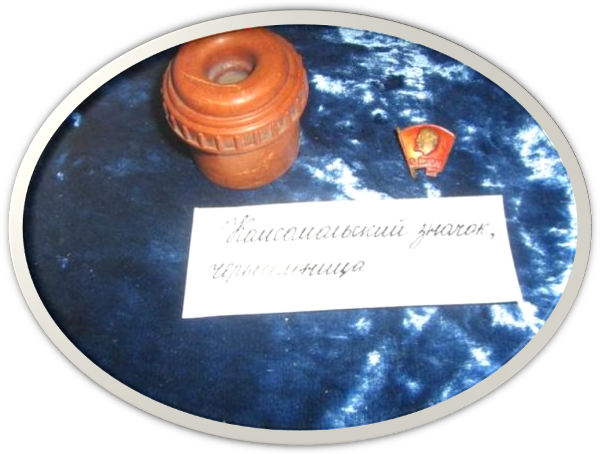 Комсомольский значок,
чернильница